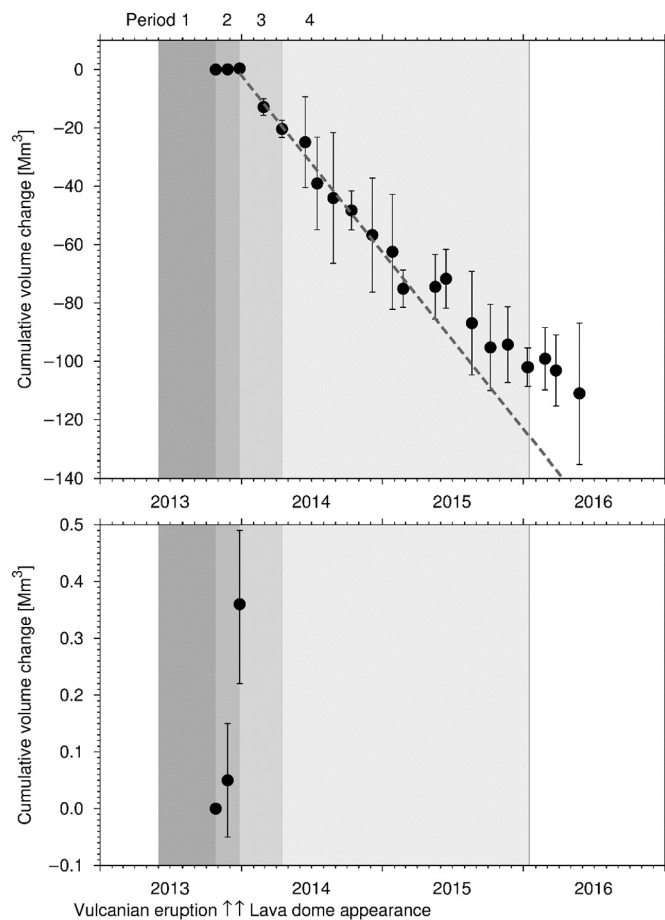 Period 1 2 3 4
Cumulative volume change [Mm³]
0
−20
−40
−60
−80
−100
−120
−140
2013 2014 2015 2016
Cumulative volume change [Mm³]
0.5
0.4
0.3
0.2
0.1
0.0
−0.1
2013 2014 2015 2016
Vulcanian eruption ↑↑ Lava dome appearance